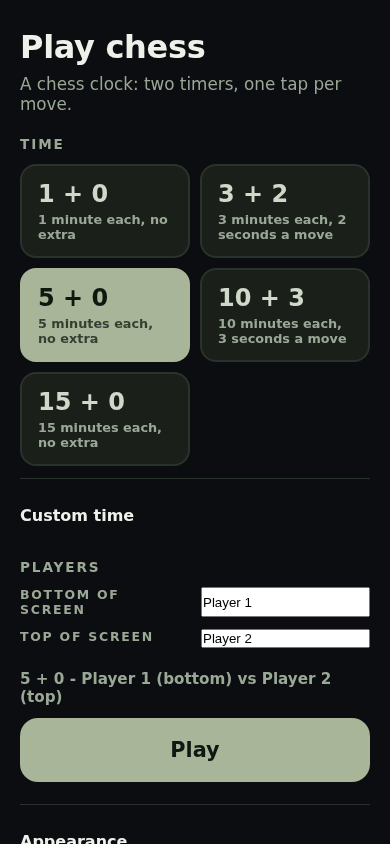 Play chess
A chess clock: two timers, one tap per
move.
TIME
1 + 0
1 minute each, no
extra
3 + 2
3 minutes each, 2
seconds a move
5 + 0
5 minutes each,
no extra
10 + 3
10 minutes each,
3 seconds a move
15 + 0
15 minutes each,
no extra
Custom time
PLAYERS
BOTTOM OF
SCREEN
Player 1
TOP OF SCREEN
Player 2
5 + 0 - Player 1 (bottom) vs Player 2
(top)
Play
Appearance